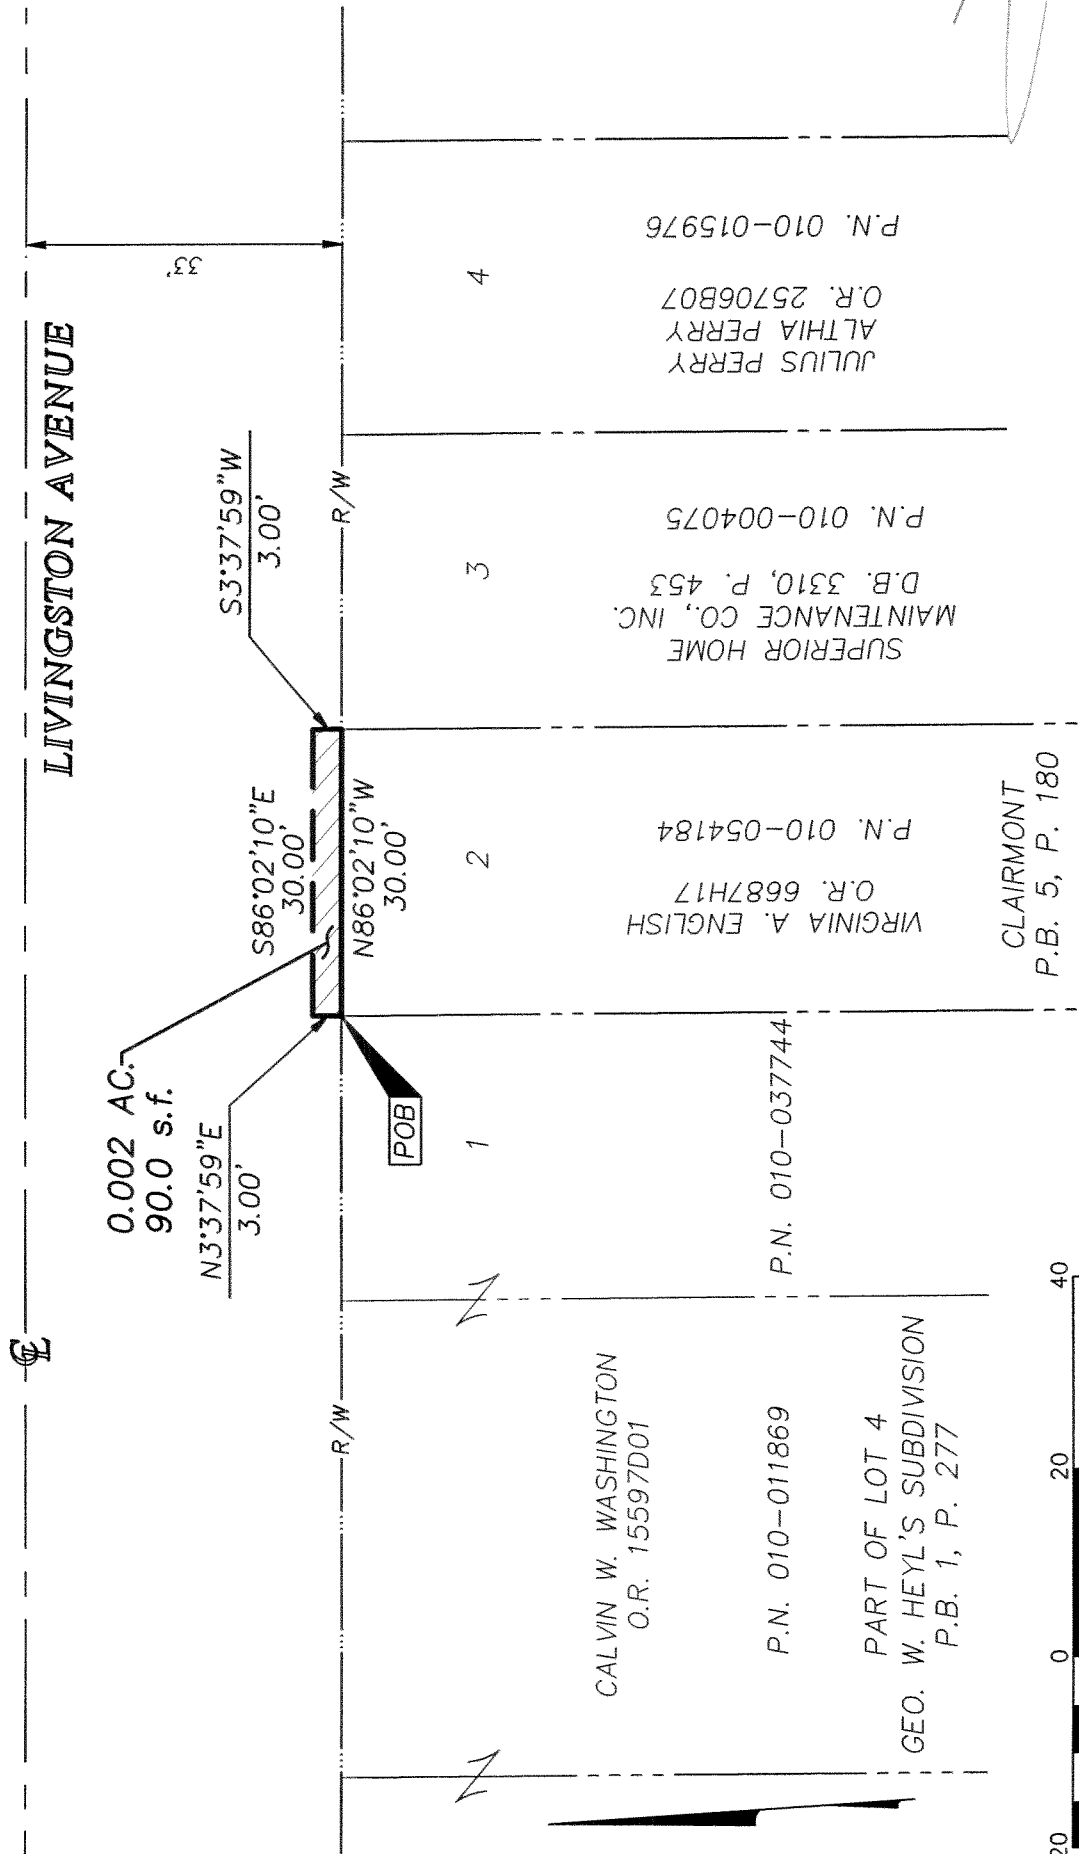 LIVINGSTON AVENUE
℄
33'
0.002 AC.
90.0 s.f.
N3°37'59"E
3.00'
S86°02'10"E
30.00'
S3°37'59"W
3.00'
R/W
R/W
N86°02'10"W
30.00'
POB
1
2
3
4
CALVIN W. WASHINGTON
O.R. 15597D01
P.N. 010-011869
PART OF LOT 4
GEO. W. HEYL'S SUBDIVISION
P.B. 1, P. 277
P.N. 010-037744
VIRGINIA A. ENGLISH
O.R. 6687H17
P.N. 010-054184
SUPERIOR HOME
MAINTENANCE CO., INC.
D.B. 3310, P. 453
P.N. 010-004075
JULIUS PERRY
ALTHIA PERRY
O.R. 25706B07
P.N. 010-015976
CLAIRMONT
P.B. 5, P. 180
20
0
20
40